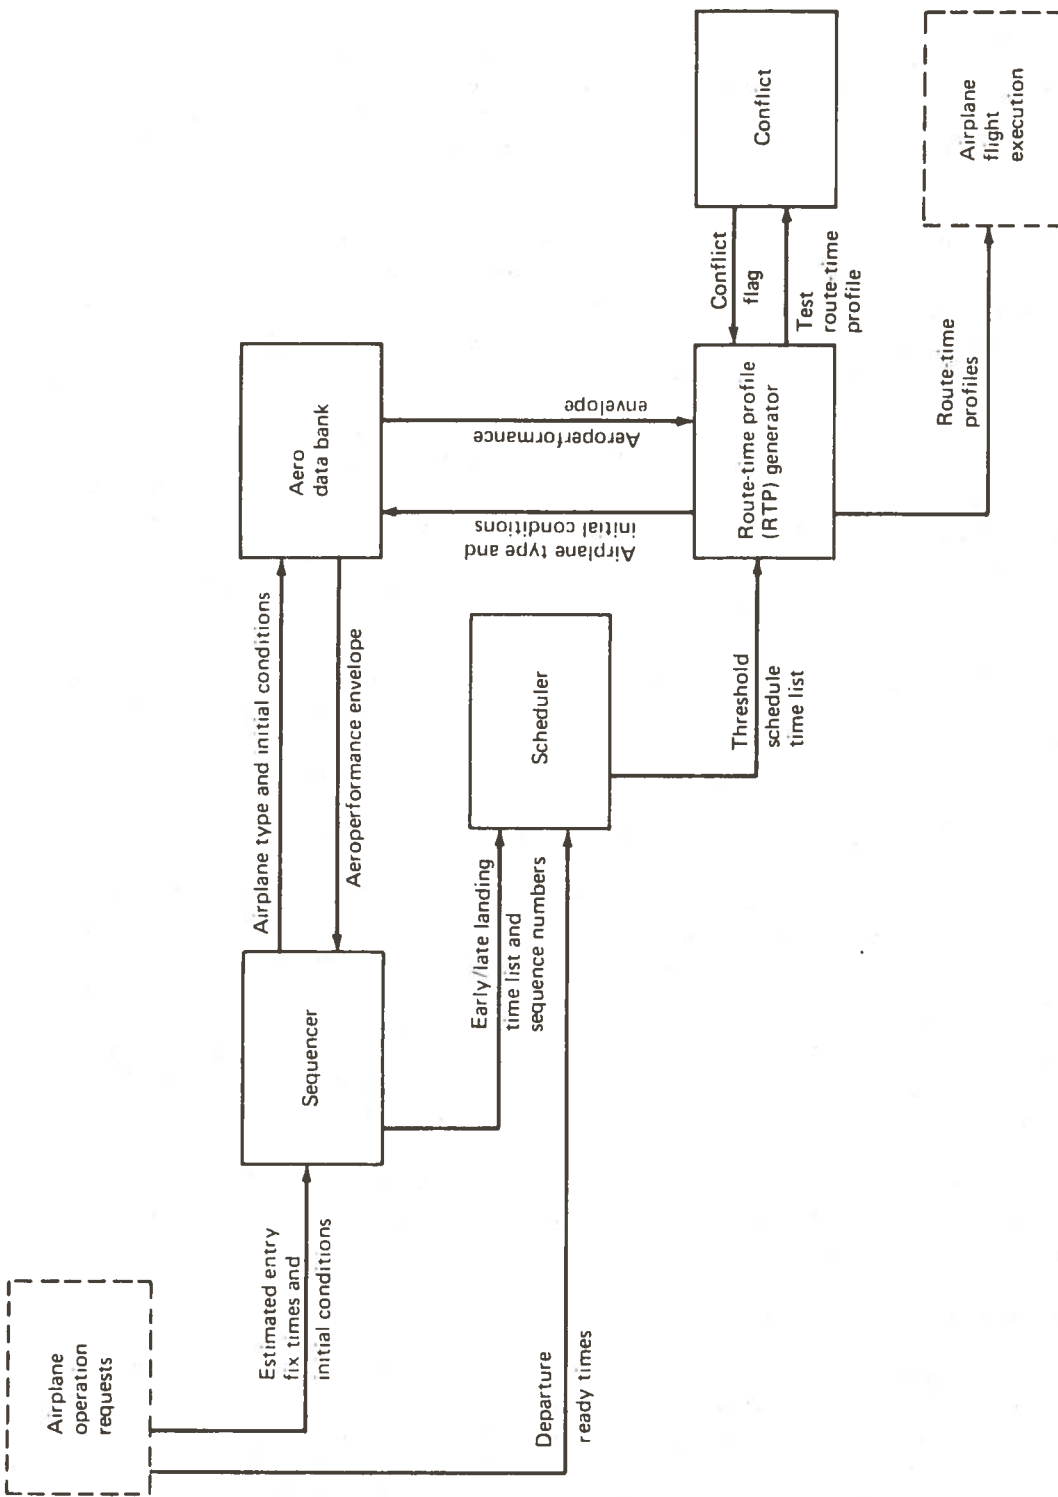 Airplane
operation
requests
Estimated entry
fix times and
initial conditions
Departure
ready times
Sequencer
Airplane type and initial conditions
Aeroperformance envelope
Early/late landing
time list and
sequence numbers
Aero
data bank
Scheduler
Airplane type and
initial conditions
Aeroperformance
envelope
Threshold
schedule
time list
Route-time profile
(RTP) generator
Conflict
flag
Test
route-time
profile
Conflict
Route-time
profiles
Airplane
flight
execution